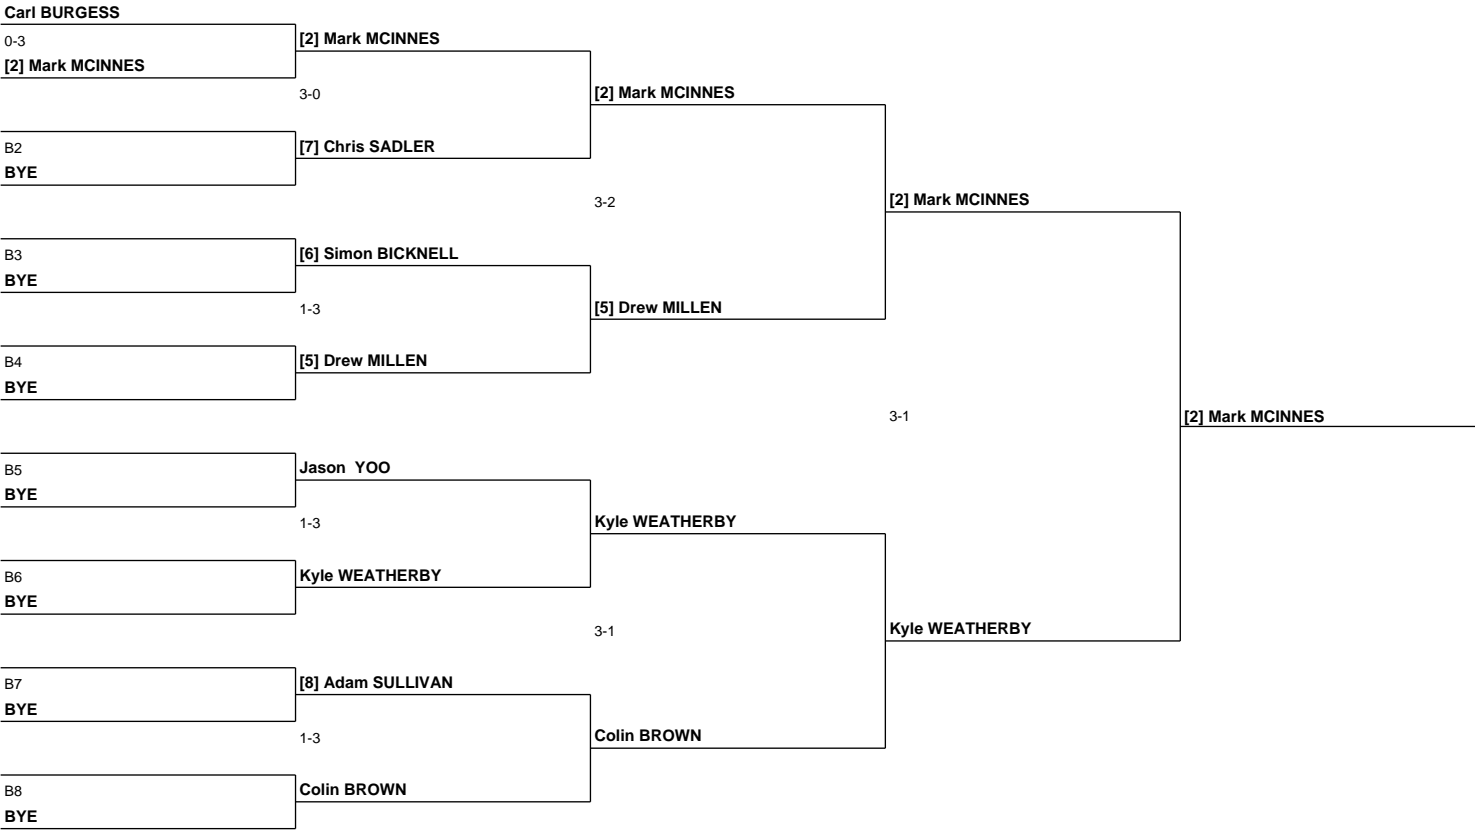 Carl BURGESS
0-3
[2] Mark MCINNES
[2] Mark MCINNES
3-0
[2] Mark MCINNES
B2
BYE
[7] Chris SADLER
3-2
[2] Mark MCINNES
B3
BYE
[6] Simon BICKNELL
1-3
[5] Drew MILLEN
B4
BYE
[5] Drew MILLEN
3-1
[2] Mark MCINNES
B5
BYE
Jason YOO
1-3
Kyle WEATHERBY
B6
BYE
Kyle WEATHERBY
3-1
Kyle WEATHERBY
B7
BYE
[8] Adam SULLIVAN
1-3
Colin BROWN
B8
BYE
Colin BROWN